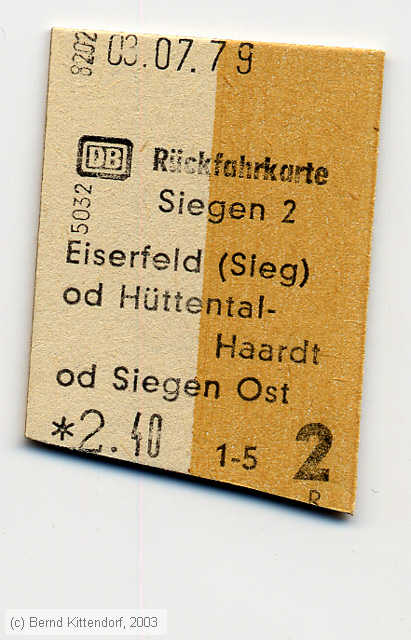 8202
03.07.79
DB Rückfahrkarte
5032
Siegen 2
Eiserfeld (Sieg)
od Hüttental-
Haardt
od Siegen Ost
*2.40
1-5 2
R
(c) Bernd Kittendorf, 2003